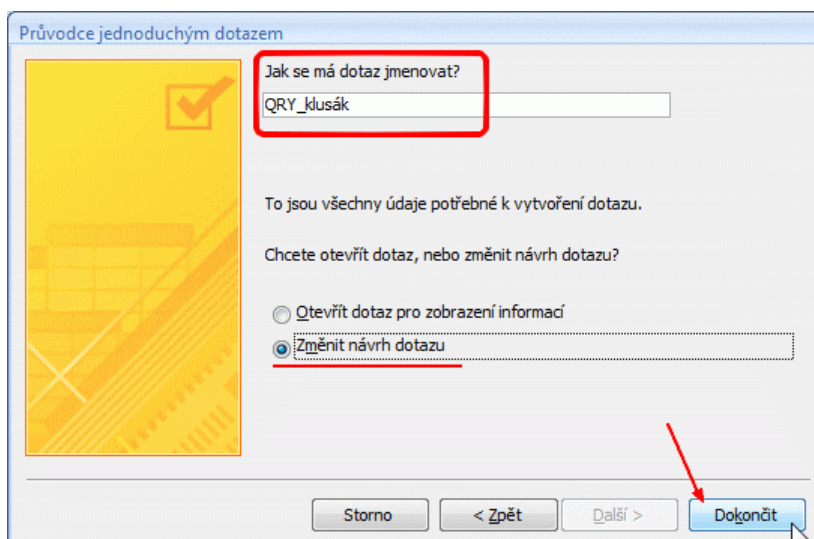 Průvodce jednoduchým dotazem
Jak se má dotaz jmenovat?
QRY_klusák
To jsou všechny údaje potřebné k vytvoření dotazu.
Chcete otevřít dotaz, nebo změnit návrh dotazu?
Otevřít dotaz pro zobrazení informací
Změnit návrh dotazu
Storno
< Zpět
Další >
Dokončit